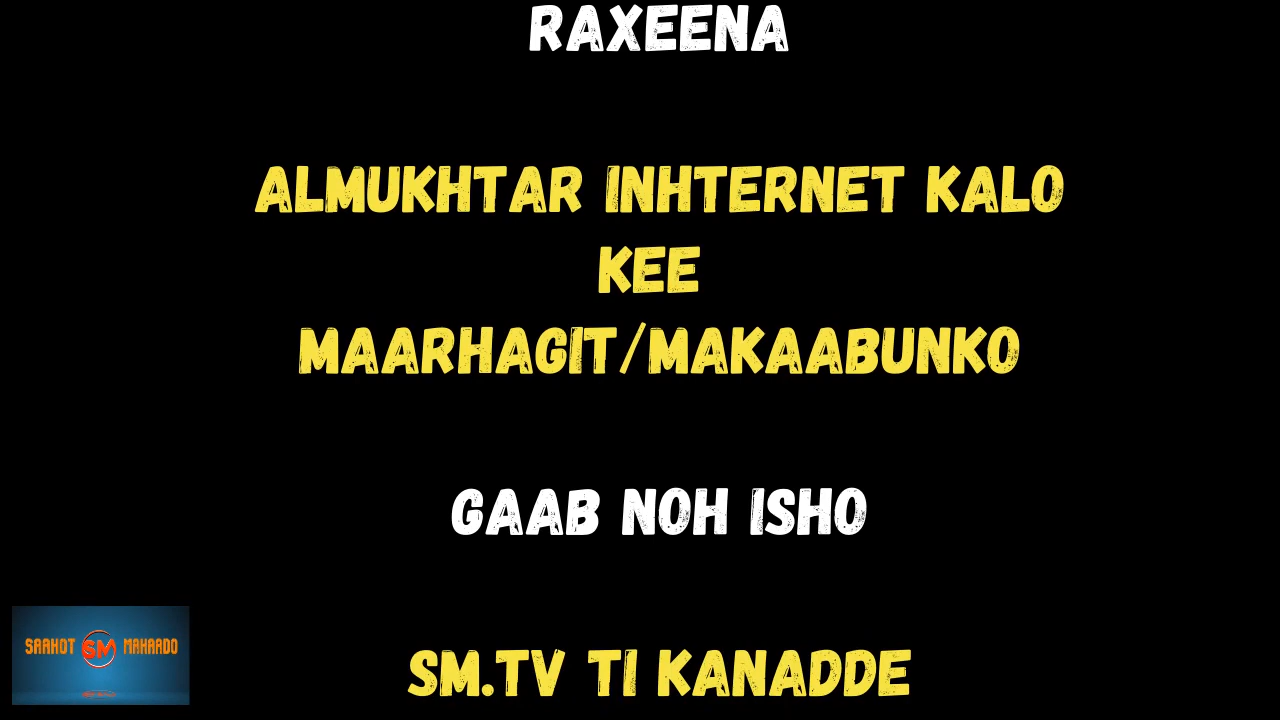 RAXEENA
ALMUKHTAR INHTERNET KALO
KEE
MAARHAGIT/MAKAABUNKO
GAAB NOH ISHO
SAAHOT SM MAHAADO
SM.TV TI KANADDE